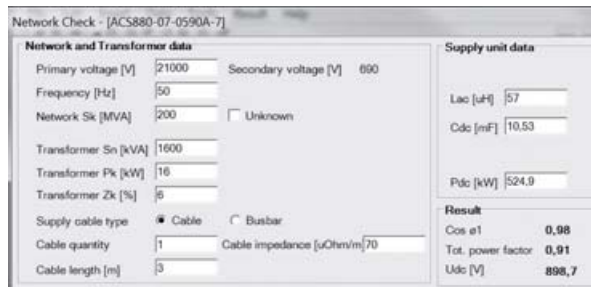 Network Check - [ACS880-07-0590A-7]
Network and Transformer data
Primary voltage [V] 21000 Secondary voltage [V] 690
Frequency [Hz] 50
Network Sk [MVA] 200 Unknown
Transformer Sn [kVA] 1600
Transformer Pk [kW] 16
Transformer Zk [%] 6
Supply cable type Cable Busbar
Cable quantity 1 Cable impedance [uOhm/m 70
Cable length [m] 3
Supply unit data
Lac [uH] 57
Cdc [mF] 10,53
Pdc [kW] 524,9
Result
Cos ø1 0,98
Tot. power factor 0,91
Udc [V] 898,7